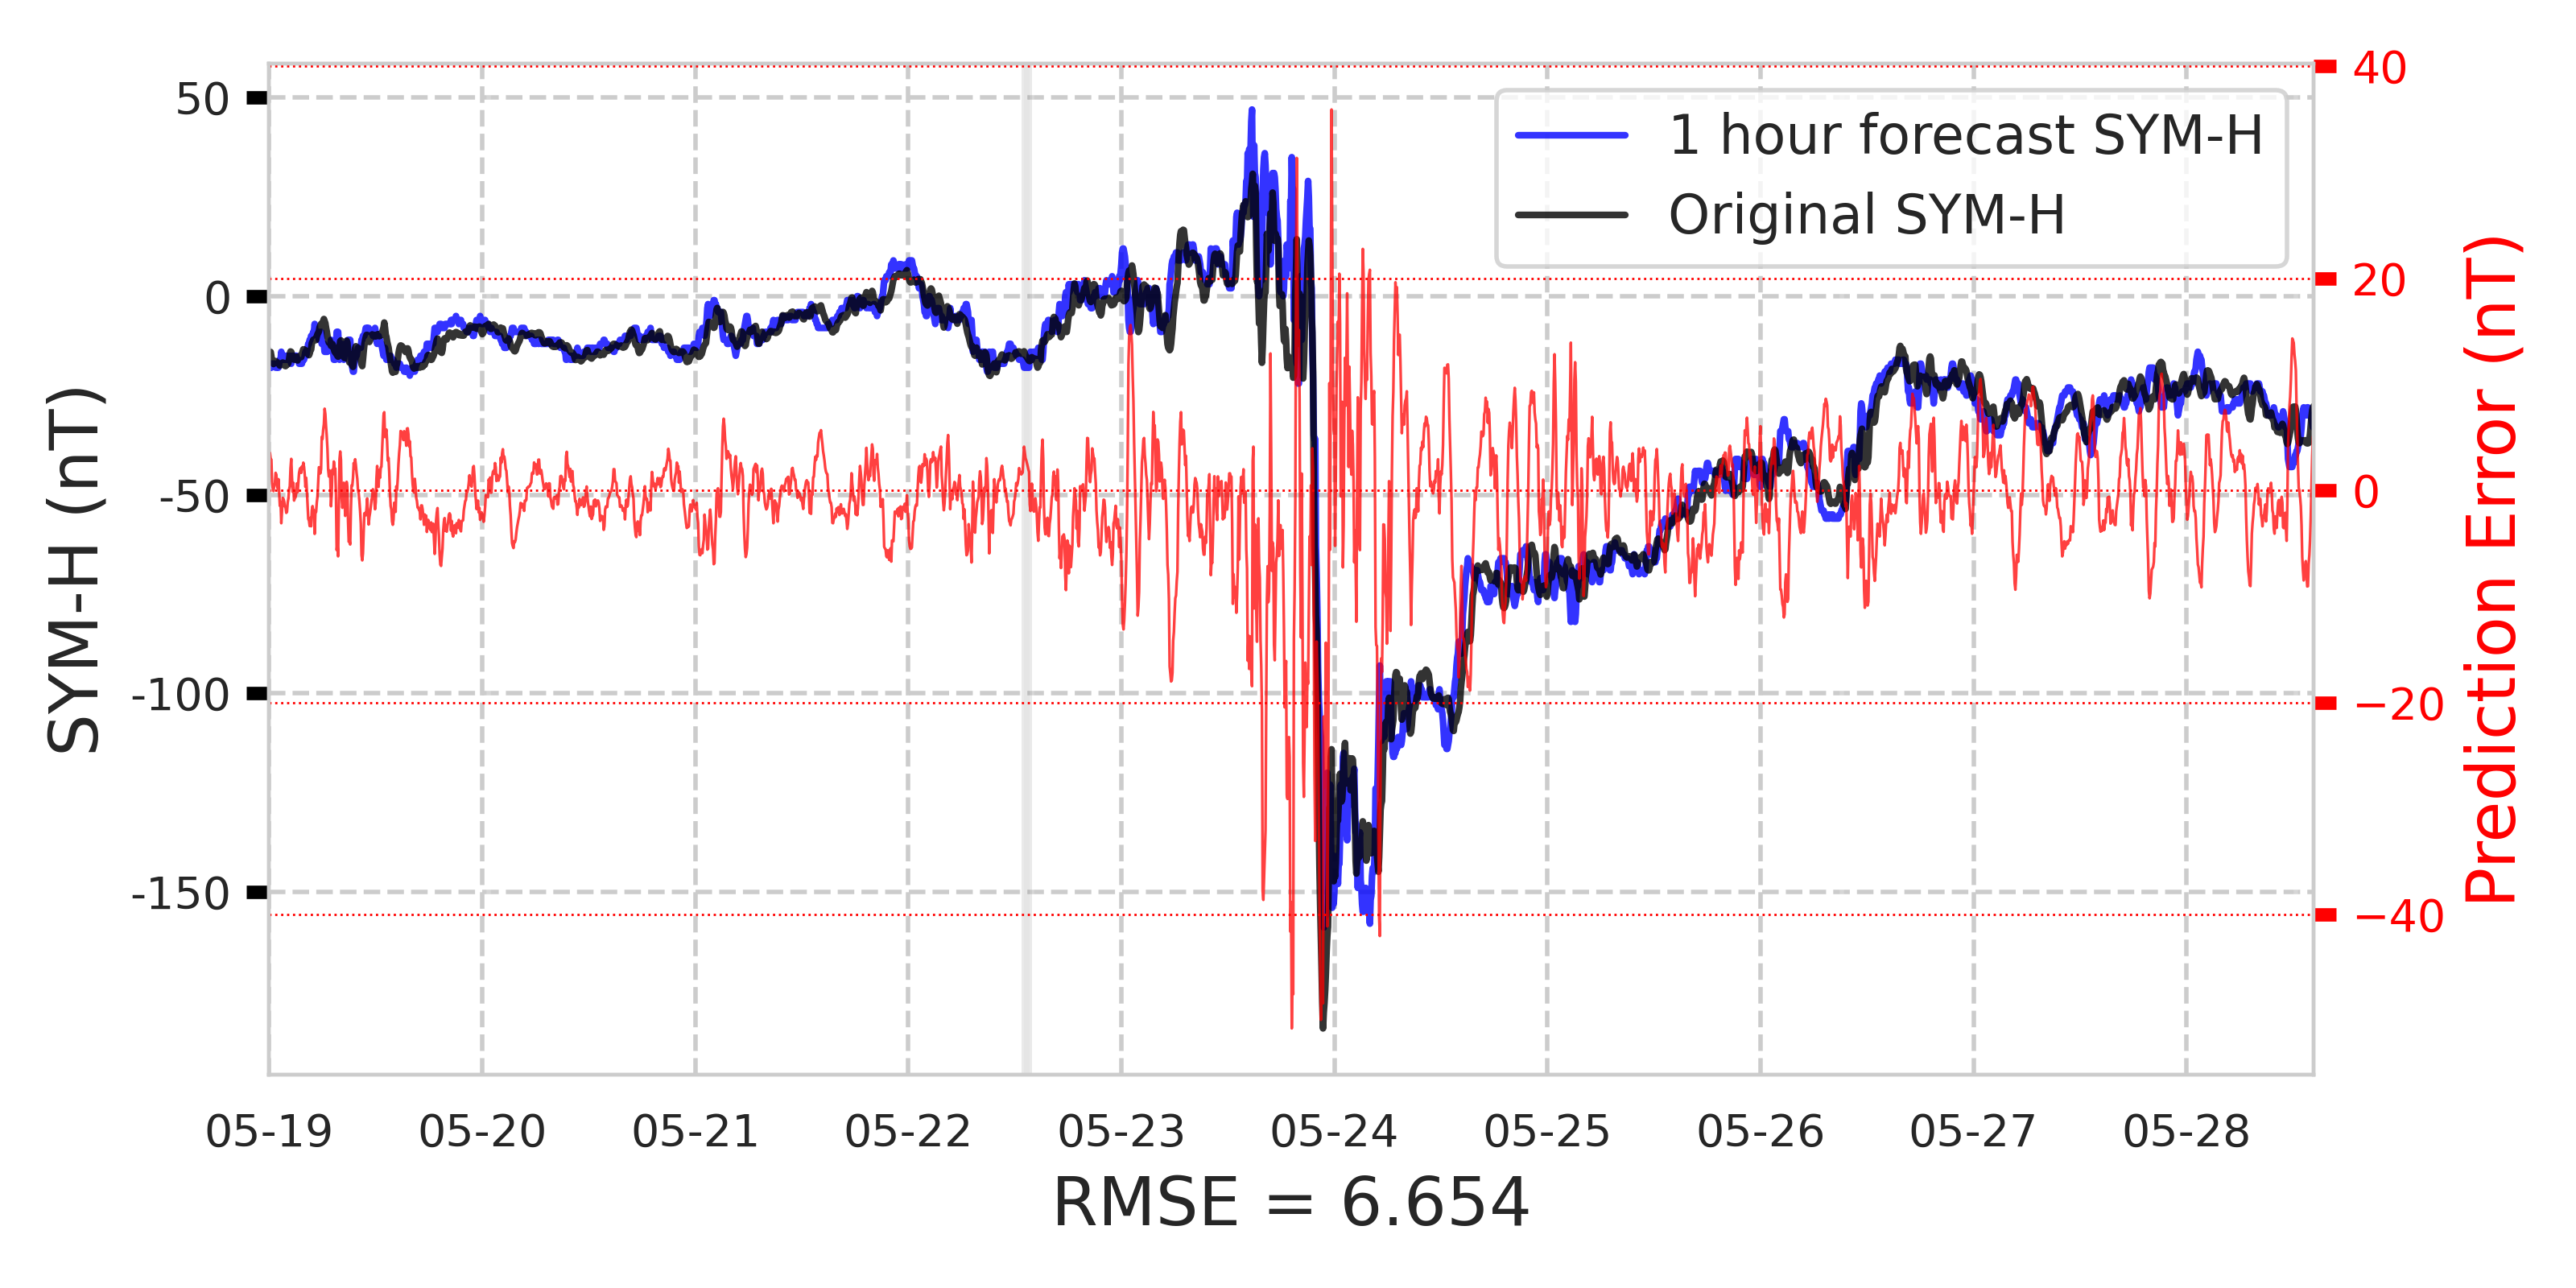 50
0
-50
-100
-150
SYM-H (nT)
1 hour forecast SYM-H
Original SYM-H
40
20
0
−20
−40
Prediction Error (nT)
05-19 05-20 05-21 05-22 05-23 05-24 05-25 05-26 05-27 05-28
RMSE = 6.654